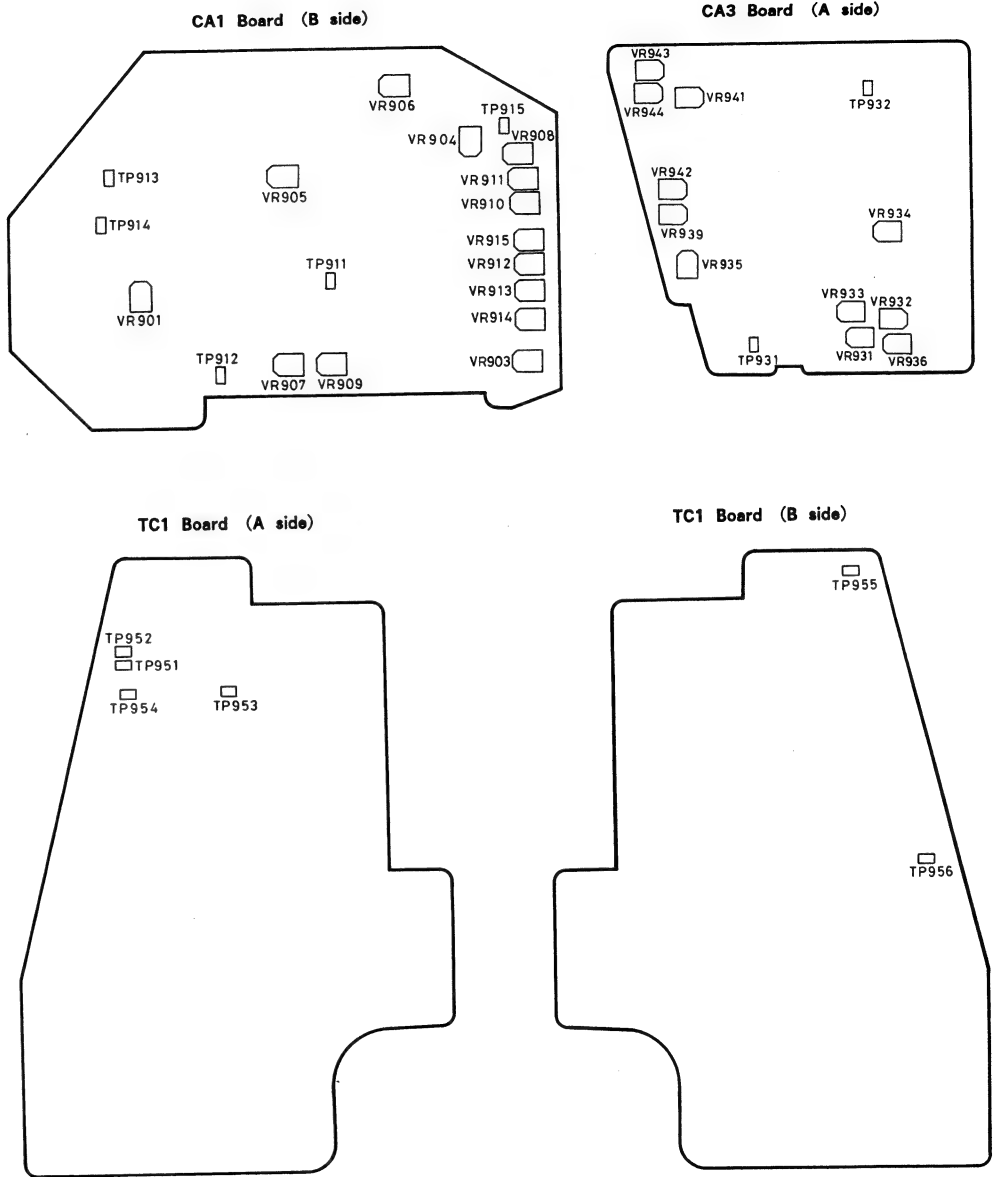 CA1 Board (B side)
VR906
TP915
VR904
VR908
TP913
VR905
VR911
VR910
TP914
VR915
TP911
VR912
VR913
VR901
VR914
TP912
VR903
VR907
VR909
CA3 Board (A side)
VR943
VR944
VR941
TP932
VR942
VR939
VR934
VR935
VR933
VR932
TP931
VR931
VR936
TC1 Board (A side)
TP952
TP951
TP954
TP953
TC1 Board (B side)
TP955
TP956